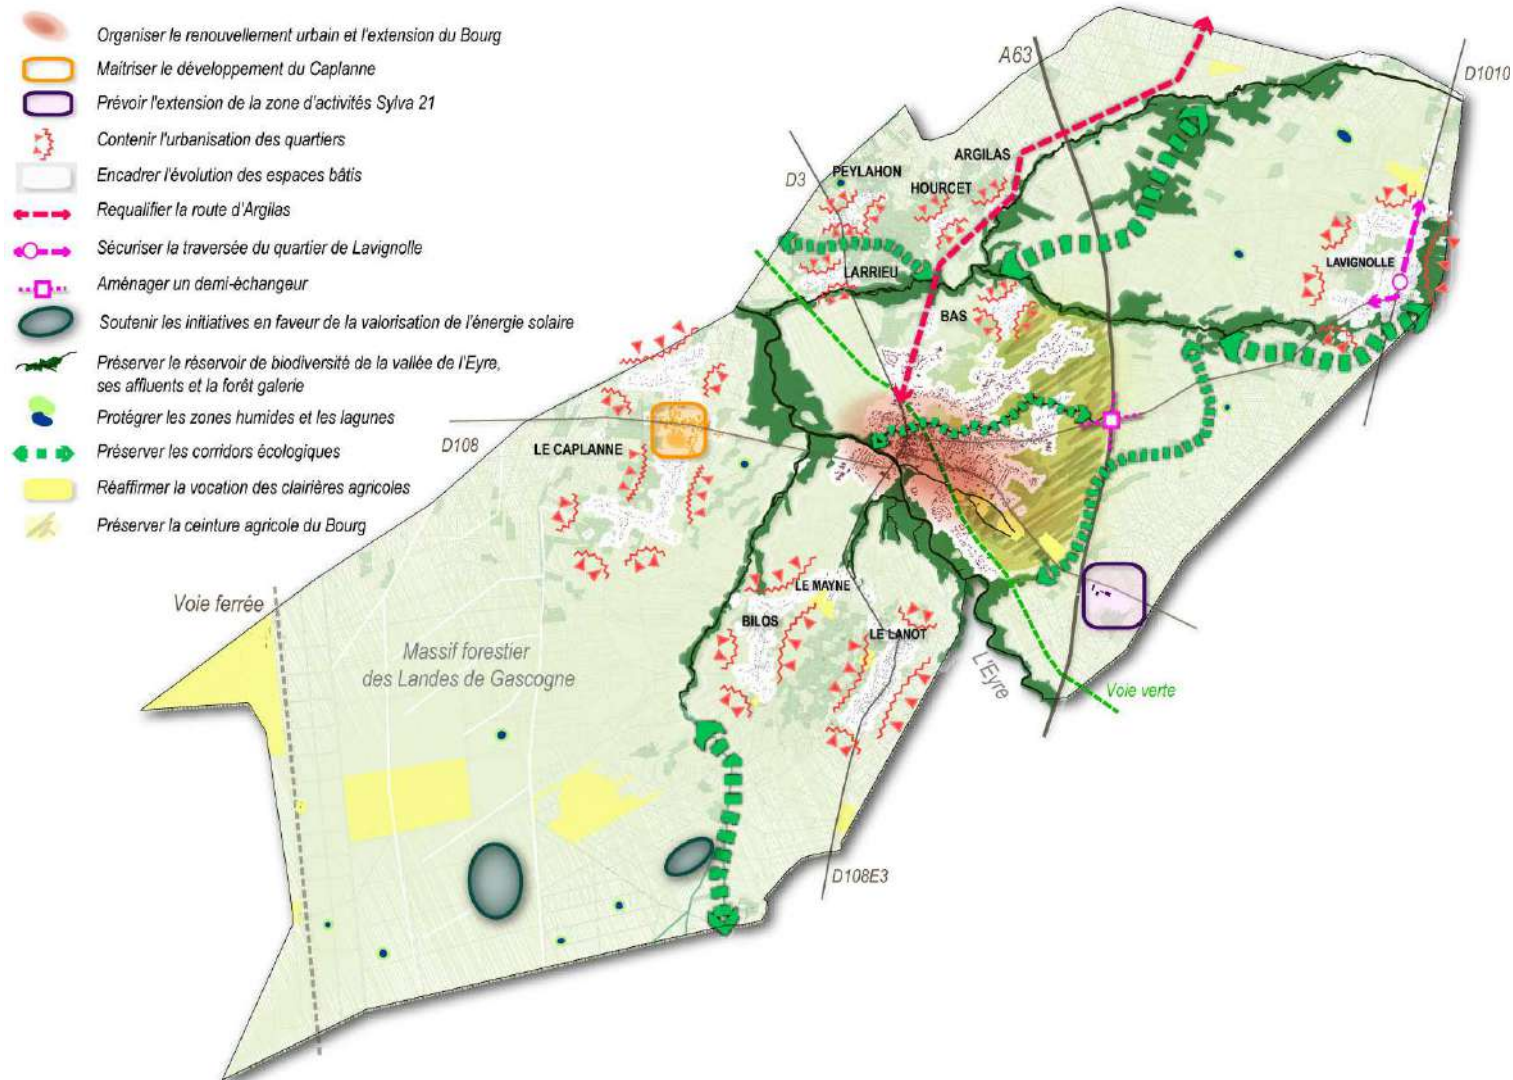 Organiser le renouvellement urbain et l'extension du Bourg
Maitriser le développement du Caplanne
Prévoir l'extension de la zone d'activités Sylva 21
Contenir l'urbanisation des quartiers
Encadrer l'évolution des espaces bâtis
Requalifier la route d'Argilas
Sécuriser la traversée du quartier de Lavignolle
Aménager un demi-échangeur
Soutenir les initiatives en faveur de la valorisation de l'énergie solaire
Préserver le réservoir de biodiversité de la vallée de l'Eyre,
ses affluents et la forêt galerie
Protégrer les zones humides et les lagunes
Préserver les corridors écologiques
Réaffirmer la vocation des clairières agricoles
Préserver la ceinture agricole du Bourg
A63
D1010
ARGILAS
PEYLAHON
D3
HOURCET
LAVIGNOLLE
LARRIEU
BAS
D108
LE CAPLANNE
LE MAYNE
Voie ferrée
BILOS
LE LANOT
Massif forestier
des Landes de Gascogne
L'Eyre
Voie verte
D108E3